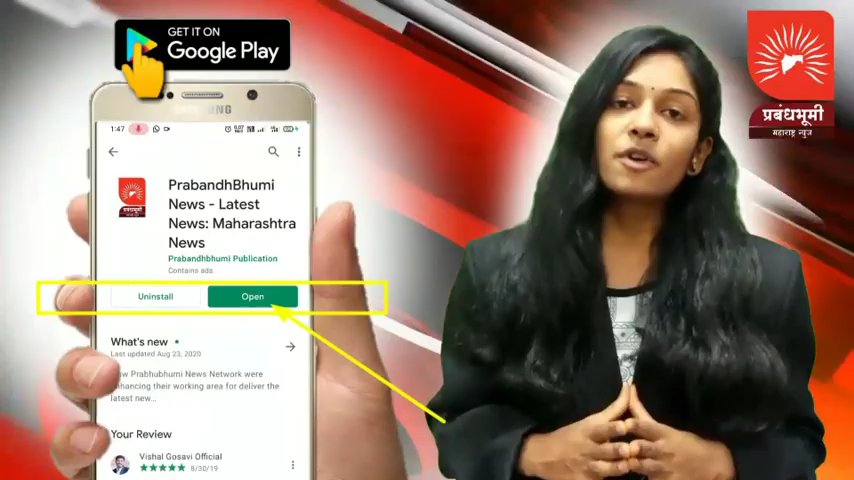 GET IT ON
Google Play
SAMSUNG
1:47
PrabandhBhumi
News - Latest
News: Maharashtra
News
Prabandhbhumi Publication
Contains ads
Uninstall
Open
What's new
Last updated Aug 23, 2020
Prabhubhumi News Network were
enhancing their working area for deliver the
latest new...
Your Review
Vishal Gosavi Official
8/30/19
प्रबंधभूमी
महाराष्ट्र न्युज